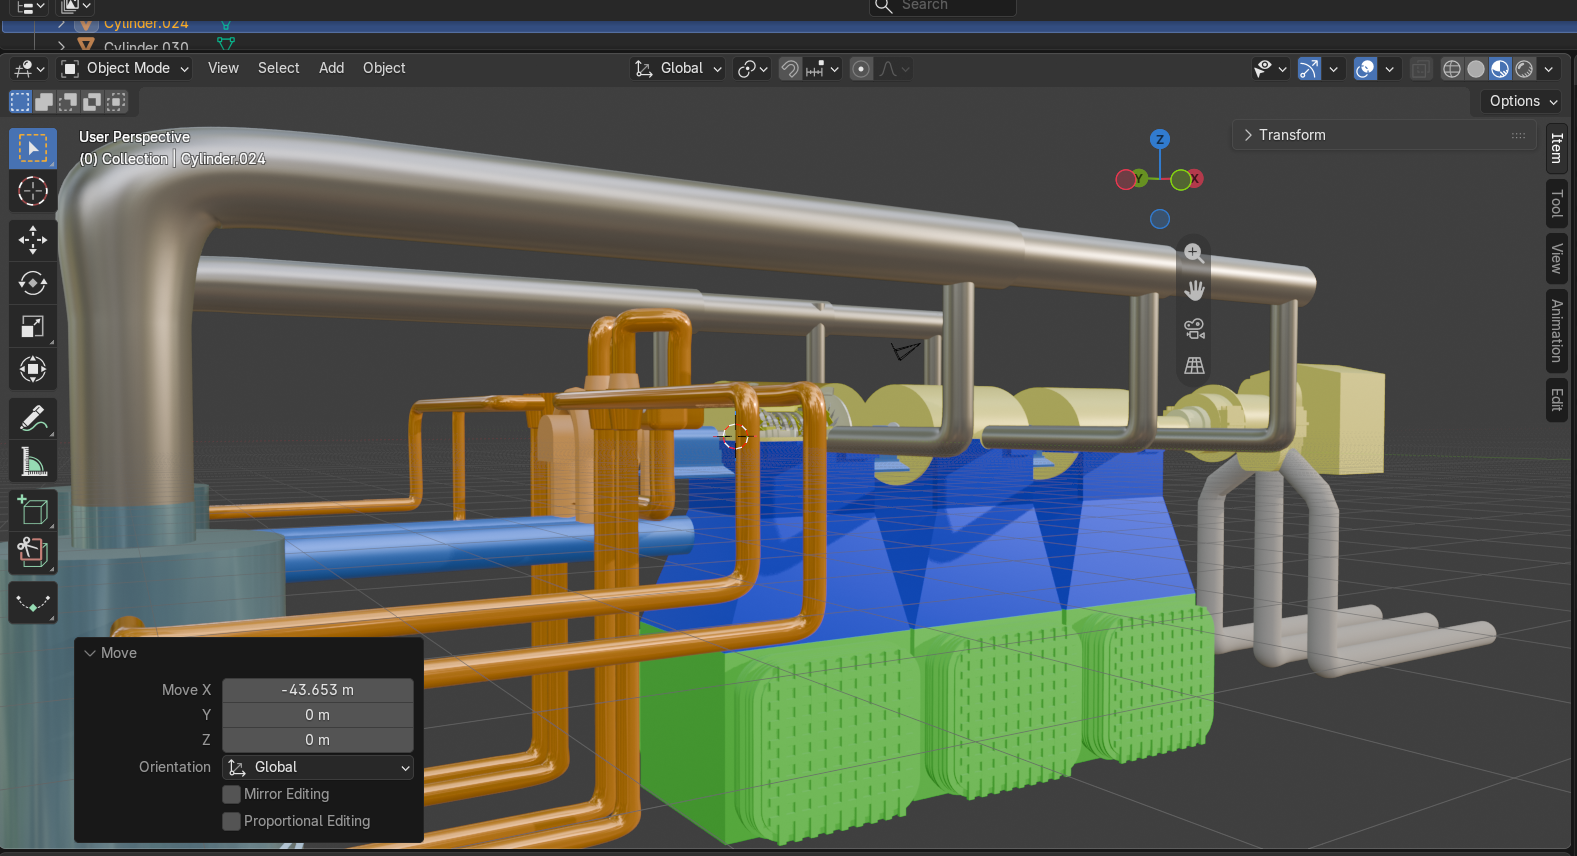 Search
Cylinder.024
Cylinder.030
Object Mode
View
Select
Add
Object
Global
Options
User Perspective
(0) Collection | Cylinder.024
Z
Y
X
Transform
Item
Tool
View
Animation
Edit
Move
Move X -43.653 m
Y 0 m
Z 0 m
Orientation Global
Mirror Editing
Proportional Editing